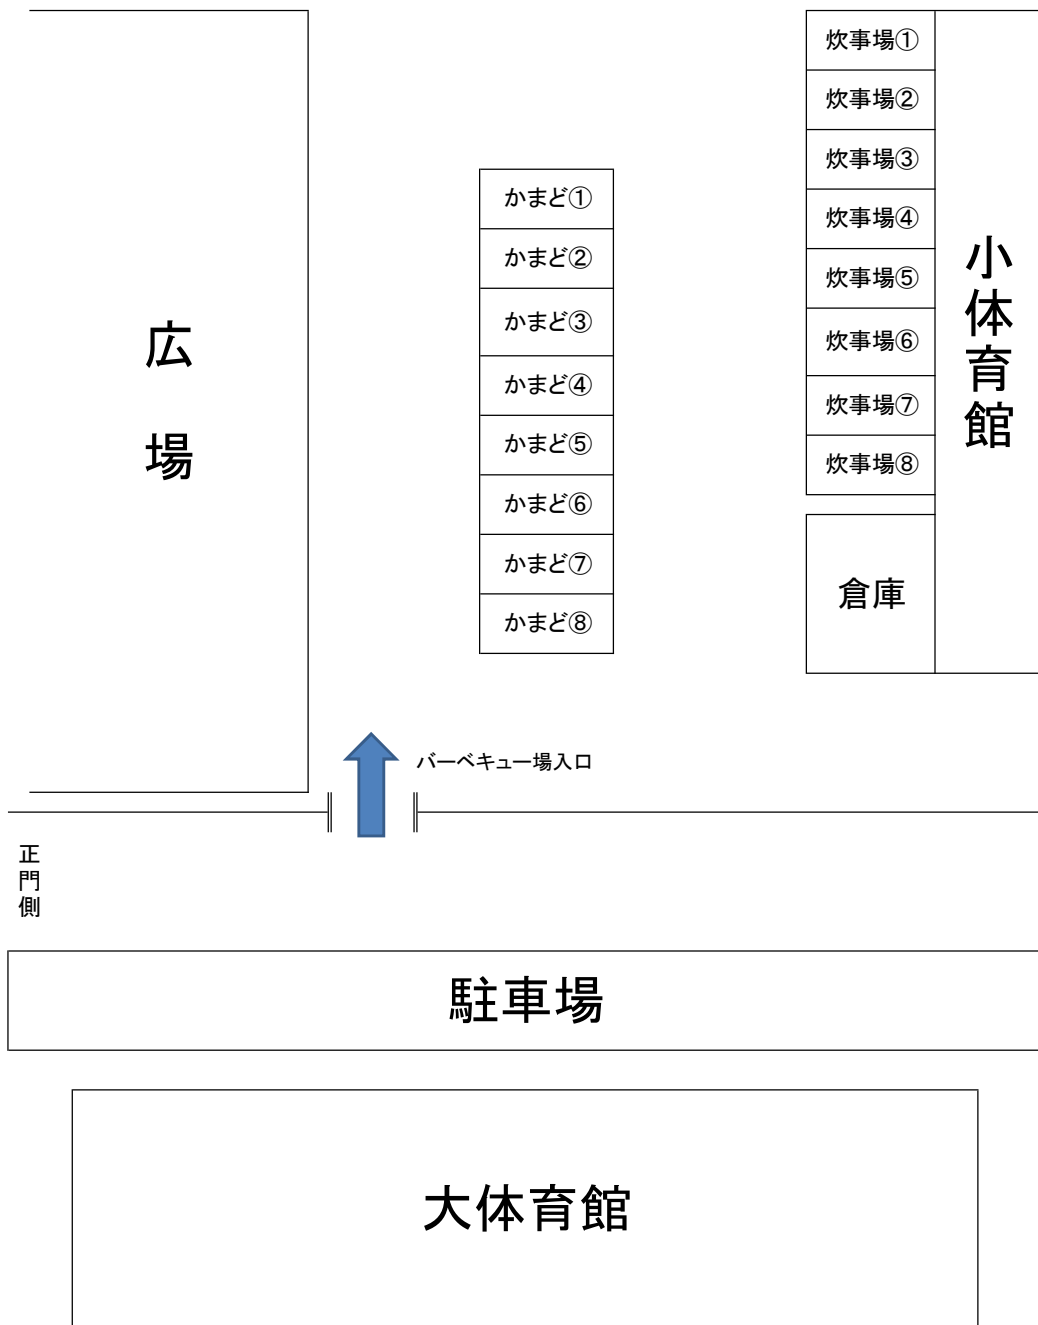 広
場
かまど①
かまど②
かまど③
かまど④
かまど⑤
かまど⑥
かまど⑦
かまど⑧
炊事場①
炊事場②
炊事場③
炊事場④
炊事場⑤
炊事場⑥
炊事場⑦
炊事場⑧
倉庫
小体育館
バーベキュー場入口
正門側
駐車場
大体育館